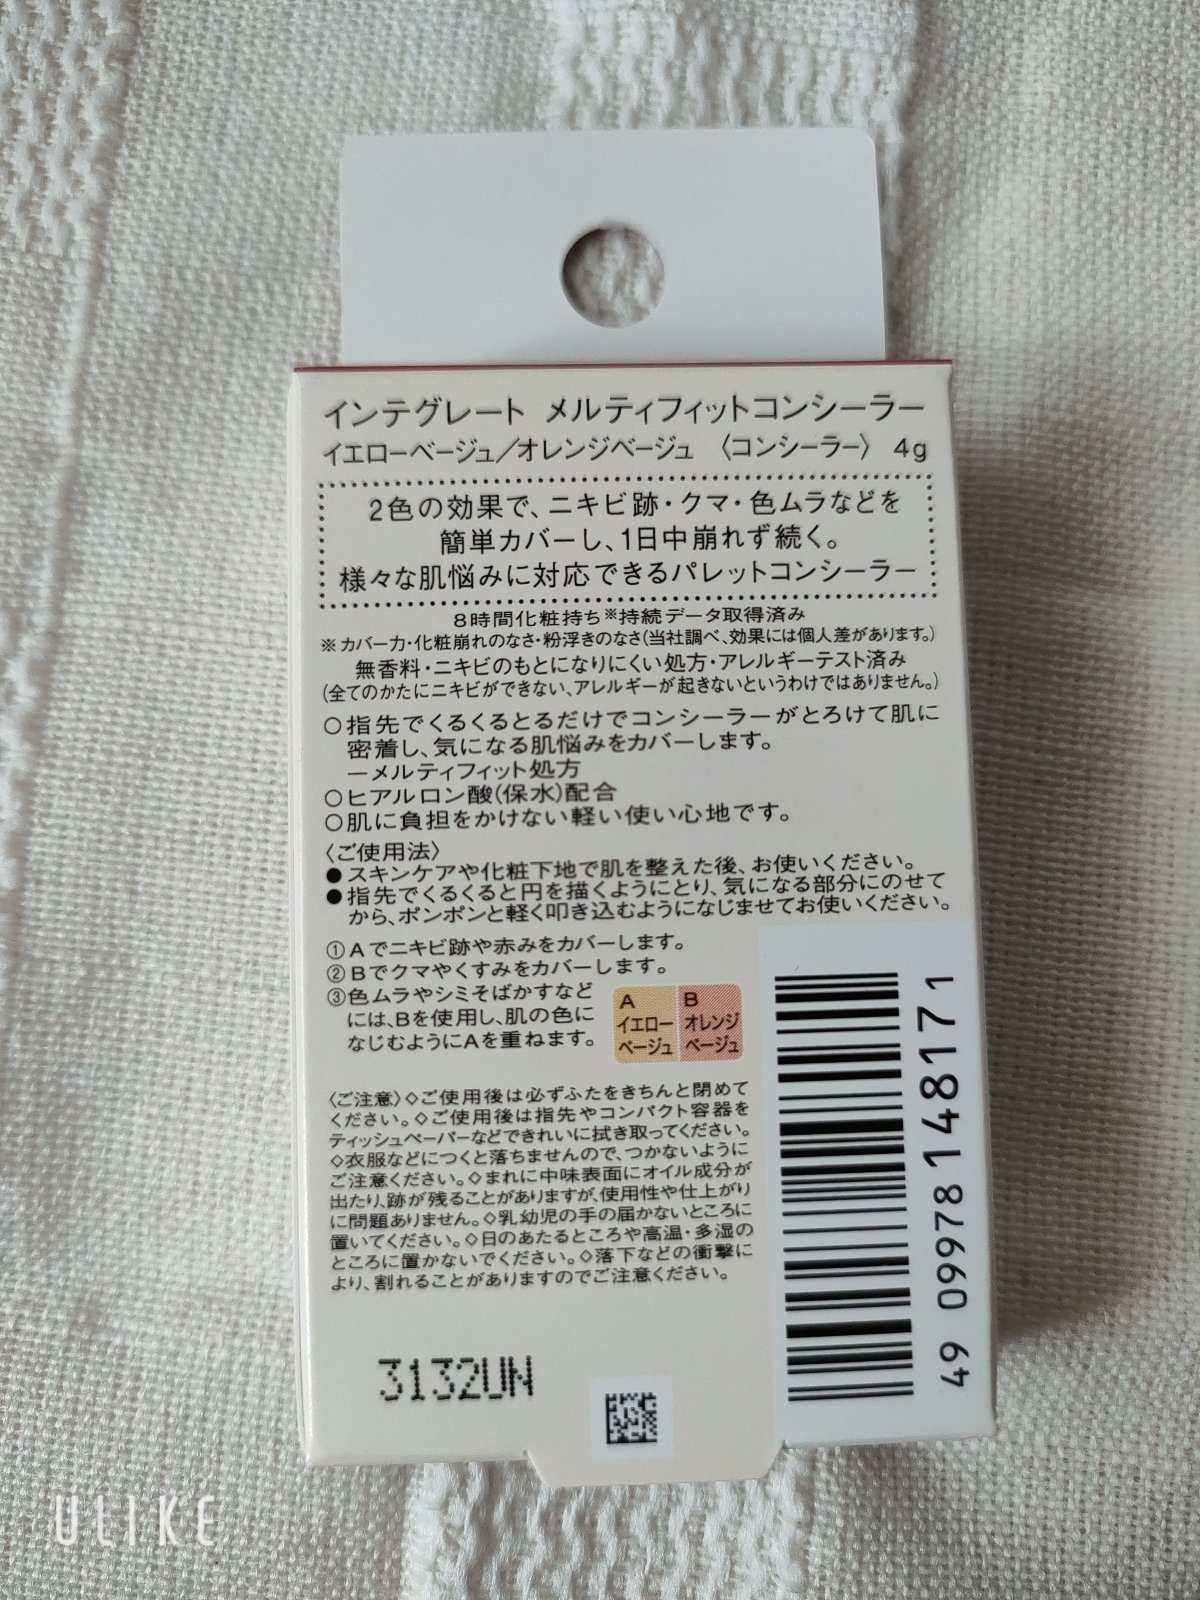 インテグレート メルティフィットコンシーラー
イエローベージュ/オレンジベージュ 〈コンシーラー〉 4g
2色の効果で、ニキビ跡・クマ・色ムラなどを
簡単カバーし、1日中崩れず続く。
様々な肌悩みに対応できるパレットコンシーラー
8時間化粧持ち※持続データ取得済み
※カバー力・化粧崩れのなさ・粉浮きのなさ(当社調べ、効果には個人差があります。)
無香料・ニキビのもとになりにくい処方・アレルギーテスト済み
(全てのかたにニキビができない、アレルギーが起きないというわけではありません。)
○指先でくるくるとるだけでコンシーラーがとろけて肌に
密着し、気になる肌悩みをカバーします。
ーメルティフィット処方
○ヒアルロン酸(保水)配合
○肌に負担をかけない軽い使い心地です。
〈ご使用法〉
●スキンケアや化粧下地で肌を整えた後、お使いください。
●指先でくるくると円を描くようにとり、気になる部分にのせて
から、ポンポンと軽く叩き込むようになじませてお使いください。
①Aでニキビ跡や赤みをカバーします。
②Bでクマやくすみをカバーします。
③色ムラやシミそばかすなど
には、Bを使用し、肌の色に
なじむようにAを重ねます。
A イエローベージュ
B オレンジベージュ
〈ご注意〉◇ご使用後は必ずふたをきちんと閉めて
ください。◇ご使用後は指先やコンパクト容器を
ティッシュペーパーなどできれいに拭き取ってください。
◇衣服などにつくと落ちませんので、つかないように
ご注意ください。◇まれに中味表面にオイル成分が
出たり、跡が残ることがありますが、使用性や仕上がり
に問題ありません。◇乳幼児の手の届かないところに
置いてください。◇日のあたるところや高温・多湿の
ところに置かないでください。◇落下などの衝撃に
より、割れることがありますのでご注意ください。
4909978148171
3132UN
ULIKE